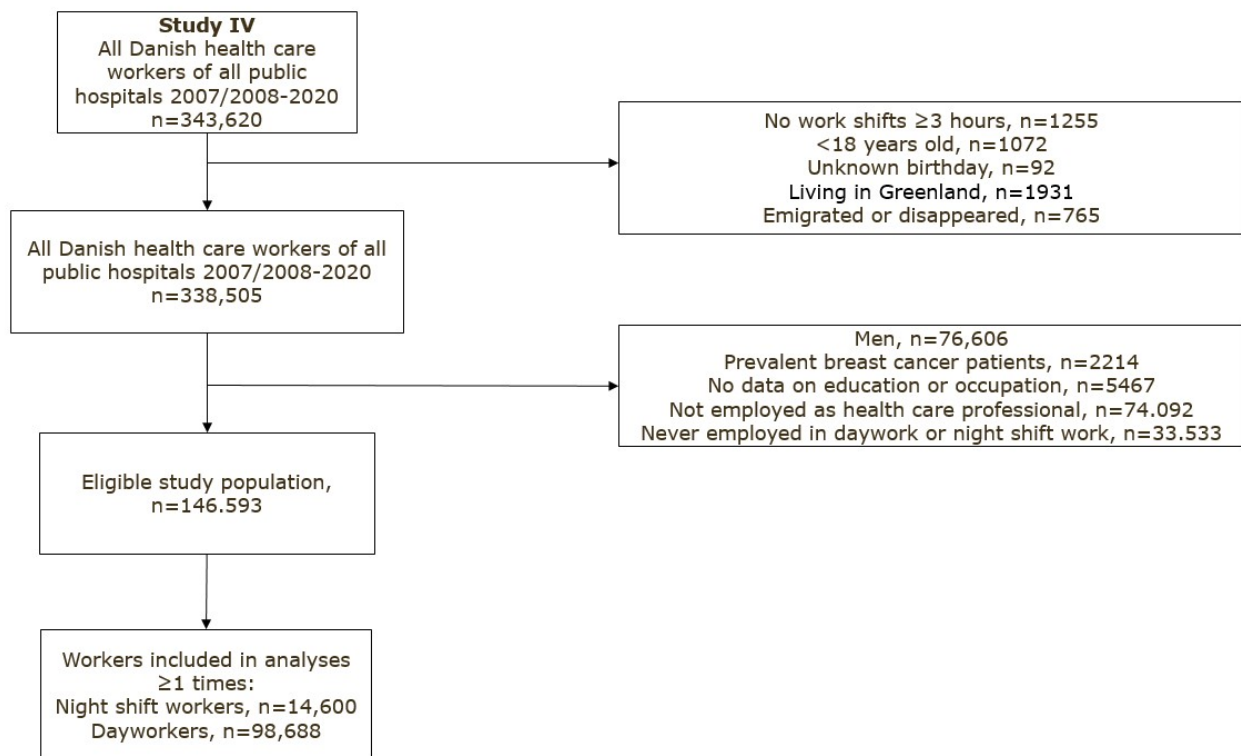 Study IV
All Danish health care
workers of all public
hospitals 2007/2008-2020
n=343,620
No work shifts ≥3 hours, n=1255
<18 years old, n=1072
Unknown birthday, n=92
Living in Greenland, n=1931
Emigrated or disappeared, n=765
All Danish health care workers of all
public hospitals 2007/2008-2020
n=338,505
Men, n=76,606
Prevalent breast cancer patients, n=2214
No data on education or occupation, n=5467
Not employed as health care professional, n=74.092
Never employed in daywork or night shift work, n=33.533
Eligible study population,
n=146.593
Workers included in analyses
≥1 times:
Night shift workers, n=14,600
Dayworkers, n=98,688